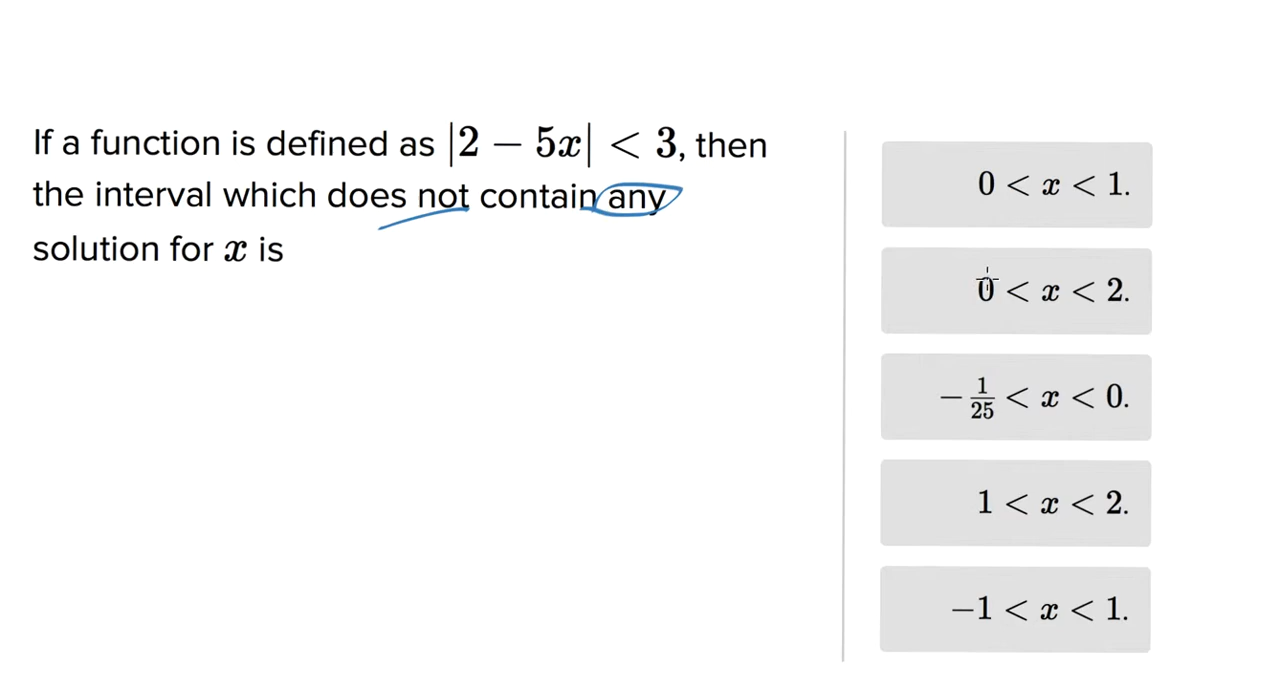 If a function is defined as |2 − 5x| < 3, then
the interval which does not contain any
solution for x is
0 < x < 1.
0 < x < 2.
−1/25 < x < 0.
1 < x < 2.
−1 < x < 1.